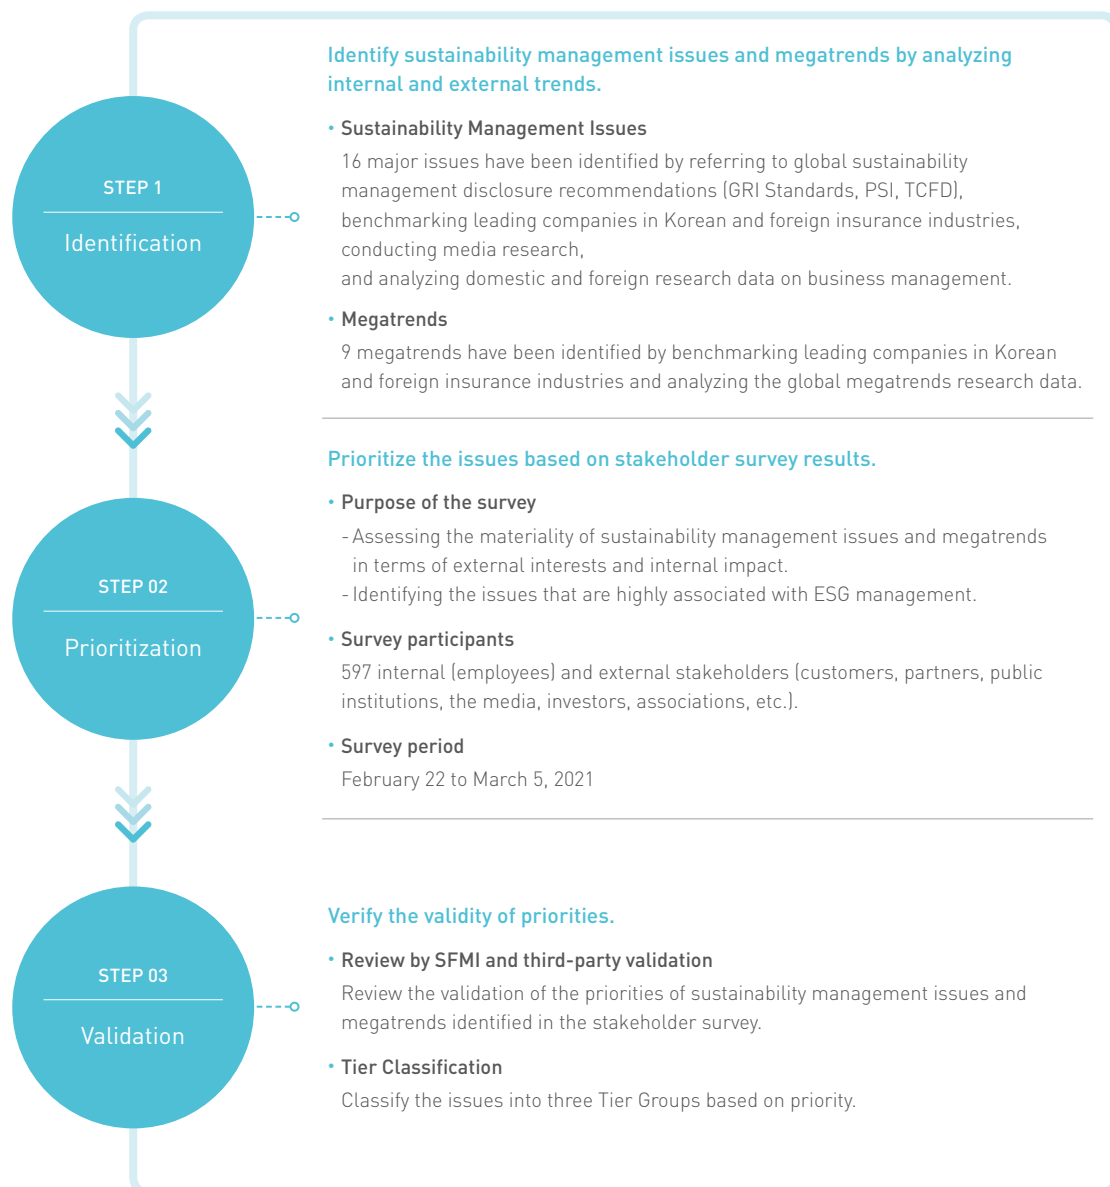 Identify sustainability management issues and megatrends by analyzing
internal and external trends.
• Sustainability Management Issues
16 major issues have been identified by referring to global sustainability
management disclosure recommendations (GRI Standards, PSI, TCFD),
benchmarking leading companies in Korean and foreign insurance industries,
conducting media research,
and analyzing domestic and foreign research data on business management.
• Megatrends
9 megatrends have been identified by benchmarking leading companies in Korean
and foreign insurance industries and analyzing the global megatrends research data.
STEP 1
Identification
Prioritize the issues based on stakeholder survey results.
• Purpose of the survey
- Assessing the materiality of sustainability management issues and megatrends
in terms of external interests and internal impact.
- Identifying the issues that are highly associated with ESG management.
• Survey participants
597 internal (employees) and external stakeholders (customers, partners, public
institutions, the media, investors, associations, etc.).
• Survey period
February 22 to March 5, 2021
STEP 02
Prioritization
Verify the validity of priorities.
• Review by SFMI and third-party validation
Review the validation of the priorities of sustainability management issues and
megatrends identified in the stakeholder survey.
• Tier Classification
Classify the issues into three Tier Groups based on priority.
STEP 03
Validation